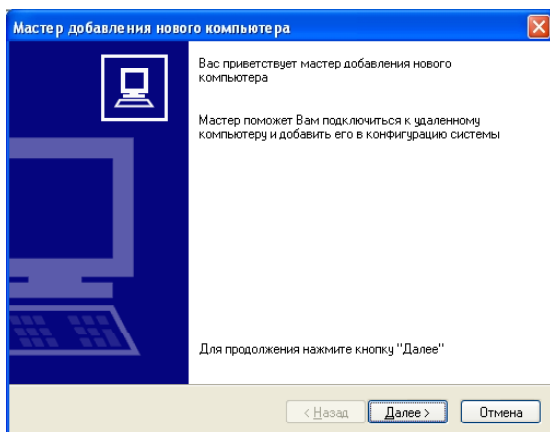 Мастер добавления нового компьютера
Вас приветствует мастер добавления нового
компьютера
Мастер поможет Вам подключиться к удаленному
компьютеру и добавить его в конфигурацию системы
Для продолжения нажмите кнопку "Далее"
< Назад Далее > Отмена